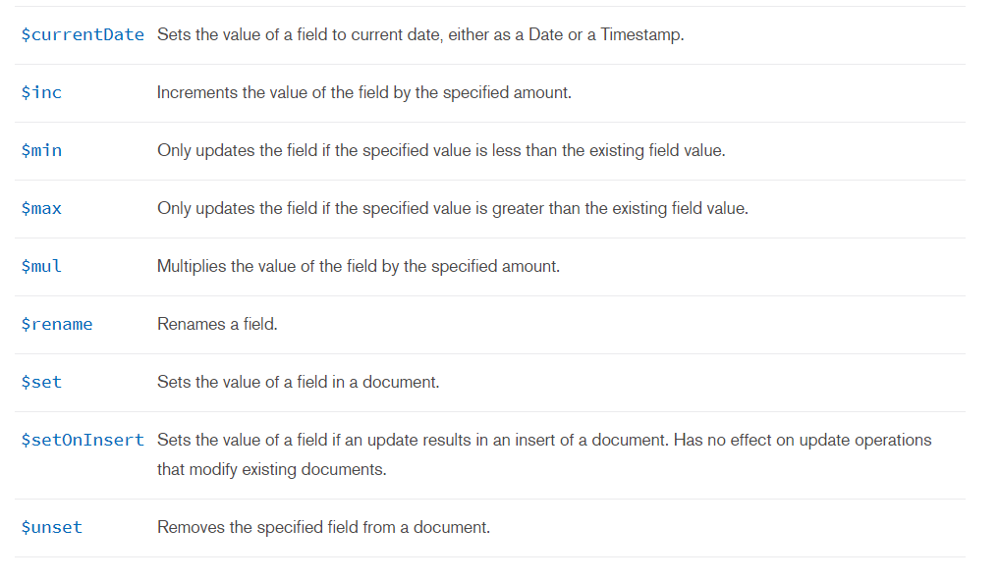 $currentDate Sets the value of a field to current date, either as a Date or a Timestamp.
$inc Increments the value of the field by the specified amount.
$min Only updates the field if the specified value is less than the existing field value.
$max Only updates the field if the specified value is greater than the existing field value.
$mul Multiplies the value of the field by the specified amount.
$rename Renames a field.
$set Sets the value of a field in a document.
$setOnInsert Sets the value of a field if an update results in an insert of a document. Has no effect on update operations
that modify existing documents.
$unset Removes the specified field from a document.